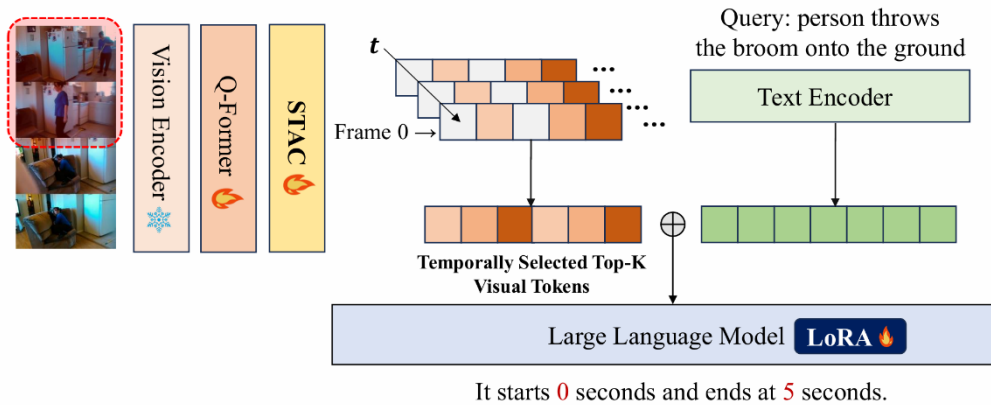 Vision Encoder
Q-Former
STAC
t
Frame 0 →
...
...
...
Query: person throws
the broom onto the ground
Text Encoder
Temporally Selected Top-K
Visual Tokens
Large Language Model LoRA
It starts 0 seconds and ends at 5 seconds.